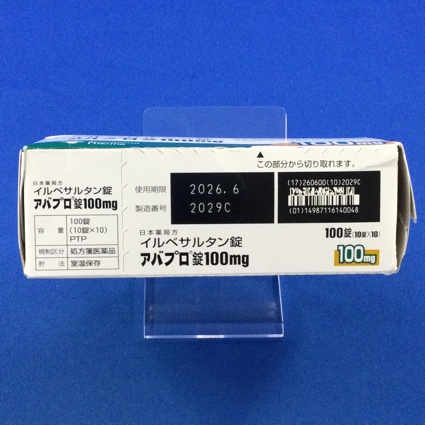 ▲
この部分から切り取れます。
日本薬局方
イルベサルタン錠
アバプロ®錠100mg
容量 100錠
(10錠×10)
PTP
規制区分 処方箋医薬品
貯法 室温保存
使用期限 2026.6
製造番号 2029C
(17)260600(10)2029C
(01)14987116140048
日本薬局方
イルベサルタン錠
アバプロ®錠100mg
100錠(10錠×10)
100mg